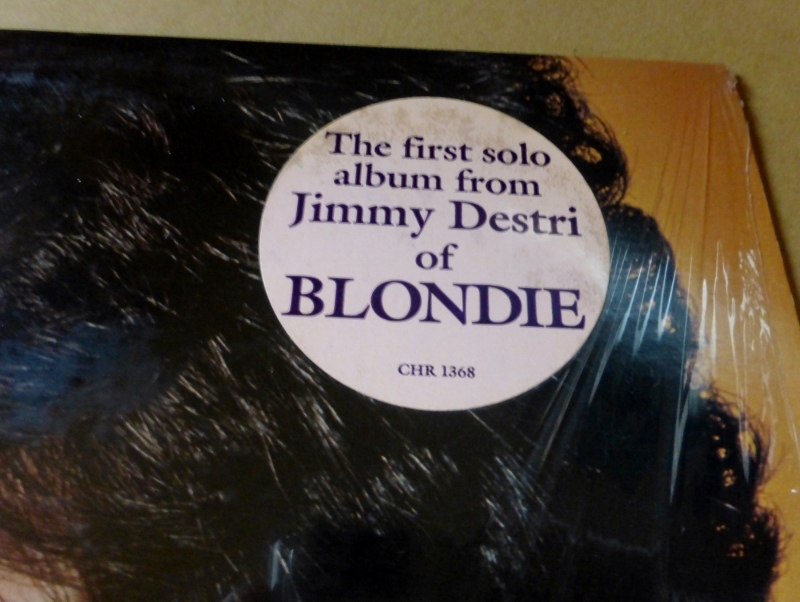 The first solo
album from
Jimmy Destri
of
BLONDIE
CHR 1368